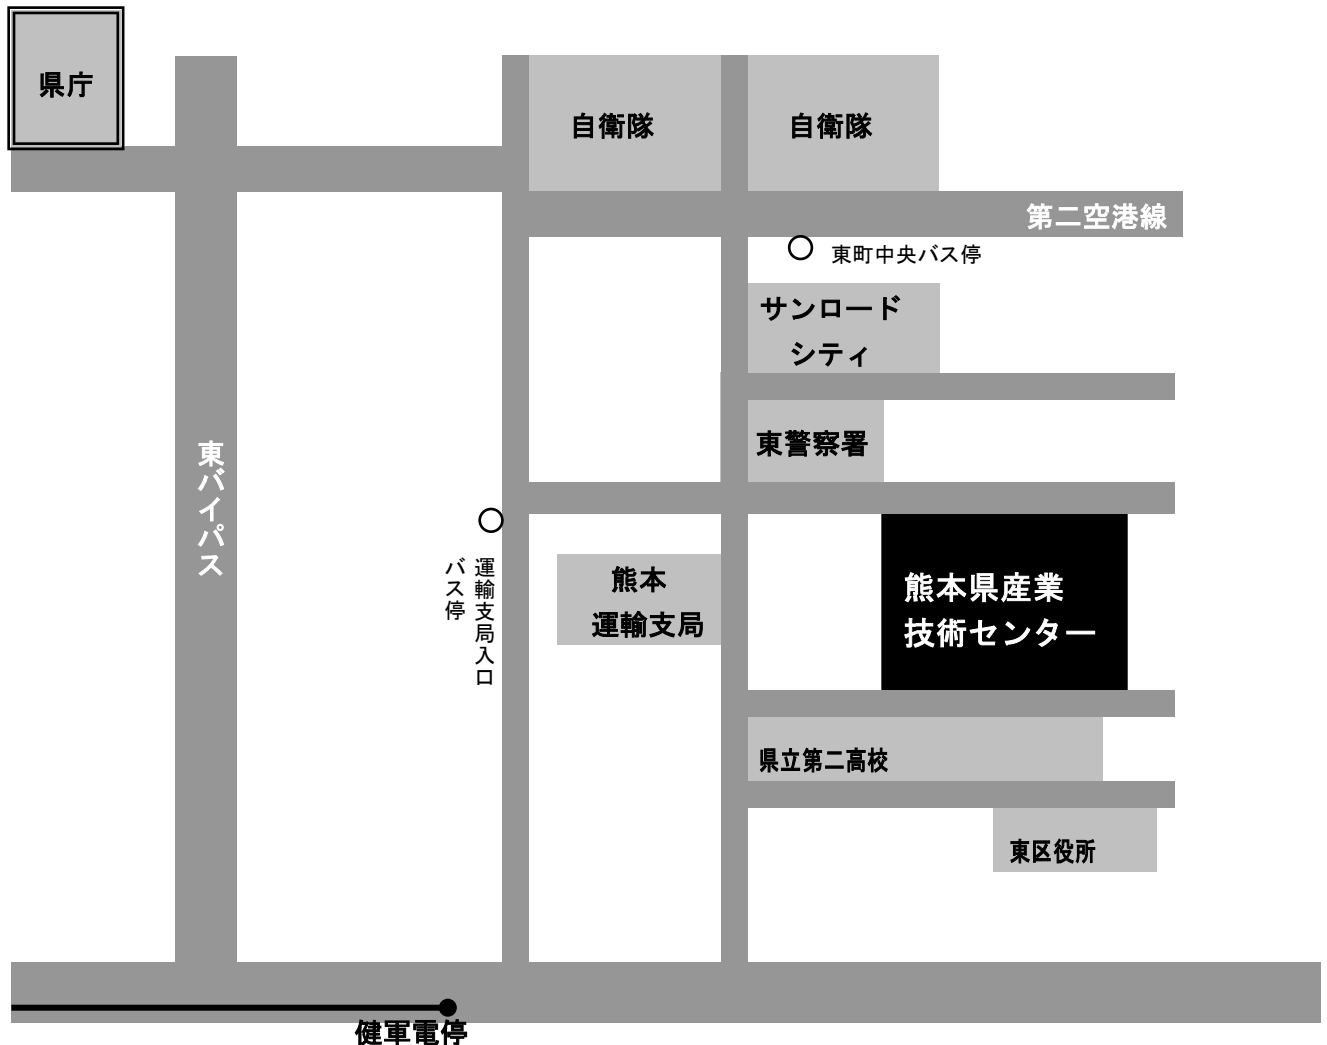 県庁
自衛隊
自衛隊
第二空港線
東町中央バス停
サンロード
シティ
東警察署
東バイパス
運輸支局入口
バス停
熊本
運輸支局
熊本県産業
技術センター
県立第二高校
東区役所
健軍電停